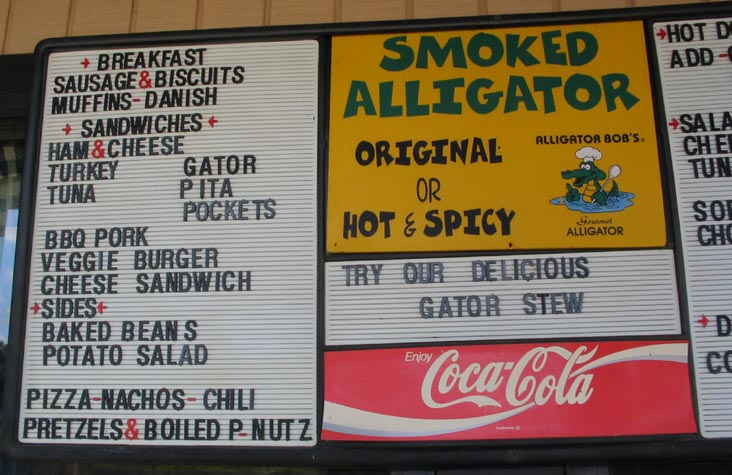 BREAKFAST
SAUSAGE&BISCUITS
MUFFINS-DANISH
SANDWICHES
HAM&CHEESE
TURKEY
TUNA
GATOR
PITA
POCKETS
BBQ PORK
VEGGIE BURGER
CHEESE SANDWICH
SIDES
BAKED BEANS
POTATO SALAD
PIZZA-NACHOS-CHILI
PRETZELS&BOILED P-NUTZ
SMOKED
ALLIGATOR
ORIGINAL
OR
HOT & SPICY
ALLIGATOR BOB'S®
Gourmet
ALLIGATOR
TRY OUR DELICIOUS
GATOR STEW
Enjoy
Coca-Cola
HOT D
ADD-
SALA
CHE
TUN
SO
CHO
D
CO